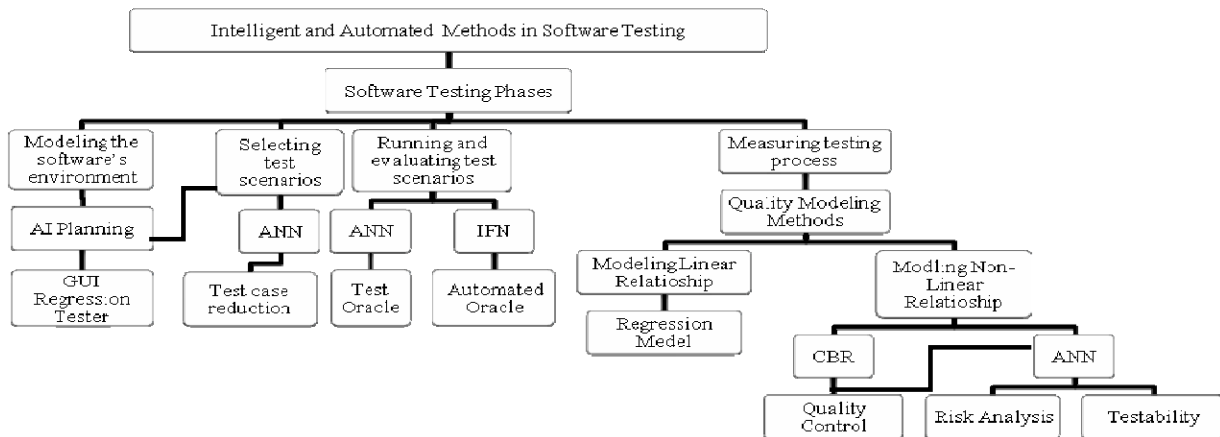 Intelligent and Automated Methods in Software Testing
Software Testing Phases
Modeling the
software's
environment
Selecting
test
scenarios
Running and
evaluating test
scenarios
Measuring testing
process
AI Planning
ANN
ANN
IFN
Quality Modeling
Methods
GUI
Regression
Tester
Test case
reduction
Test
Oracle
Automated
Oracle
Modeling Linear
Relatioship
Modling Non-
Linear
Relatioship
Regression
Medel
CBR
ANN
Quality
Control
Risk Analysis
Testability